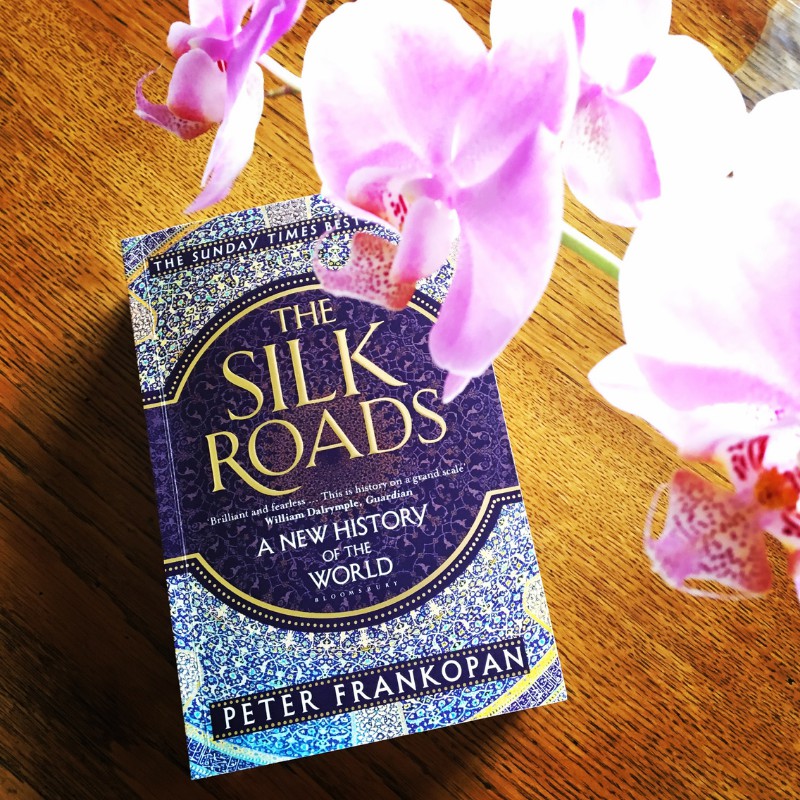 THE SUNDAY TIMES
THE
SILK
ROADS
'Brilliant and fearless ... This is history on a grand scale'
William Dalrymple, Guardian
A NEW HISTORY
OF THE
WORLD
BLOOMSBURY
PETER FRANKOPAN